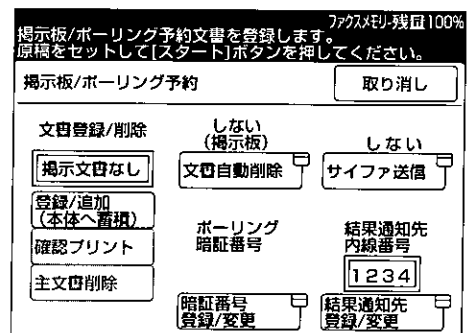 ファクスメモリ-残量100%
掲示板/ポーリング予約文書を登録します。
原稿をセットして[スタート]ボタンを押してください。
掲示板/ポーリング予約
取り消し
文書登録/削除
掲示文書なし
登録/追加
(本体へ蓄積)
確認プリント
主文書削除
しない
(掲示板)
文書自動削除
しない
サイファ送信
ポーリング
暗証番号
暗証番号
登録/変更
結果通知先
内線番号
1234
結果通知先
登録/変更